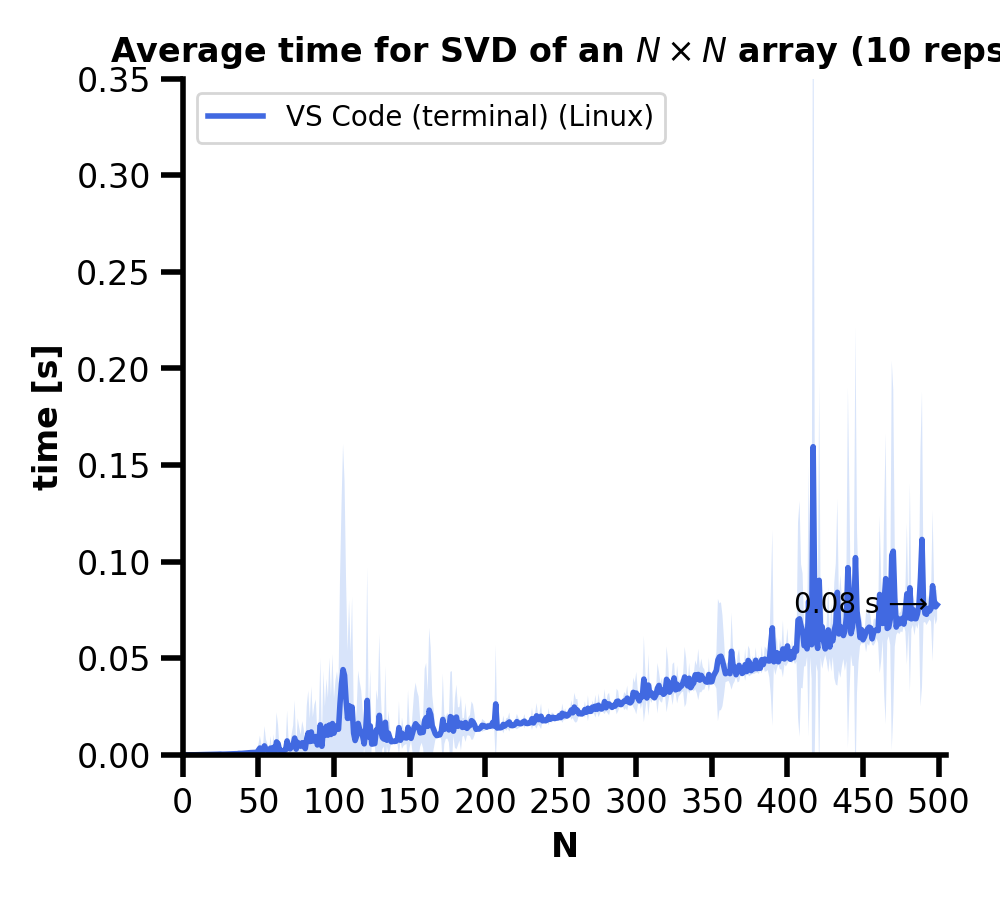 Average time for SVD of an N × N array (10 reps
0.35
VS Code (terminal) (Linux)
0.30
0.25
0.20
0.15
0.10
0.08 s
0.05
0.00
time [s]
0 50 100 150 200 250 300 350 400 450 500
N